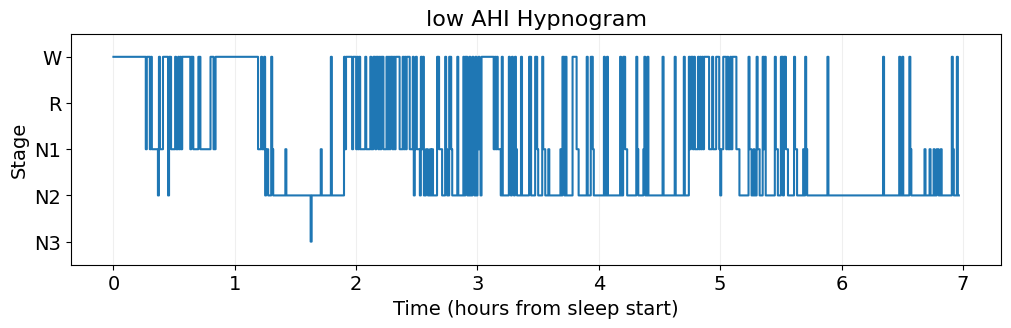 low AHI Hypnogram
W
R
N1
N2
N3
Stage
0 1 2 3 4 5 6 7
Time (hours from sleep start)